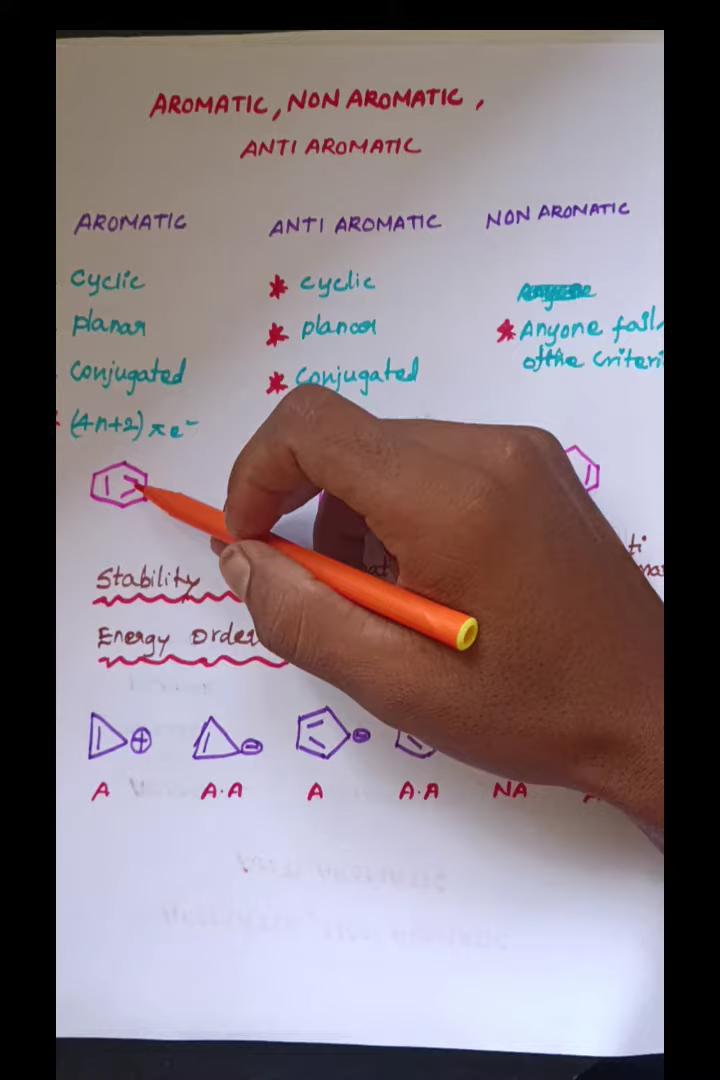 AROMATIC, NON AROMATIC,
ANTI AROMATIC
AROMATIC
Cyclic
planar
Conjugated
(4n+2) πe⁻
ANTI AROMATIC
* cyclic
* planar
* Conjugated
NON AROMATIC
* Anyone fail
of the Criteri
Stability
Energy Order
⊕ ⊖ ⊖
A A·A A A·A NA